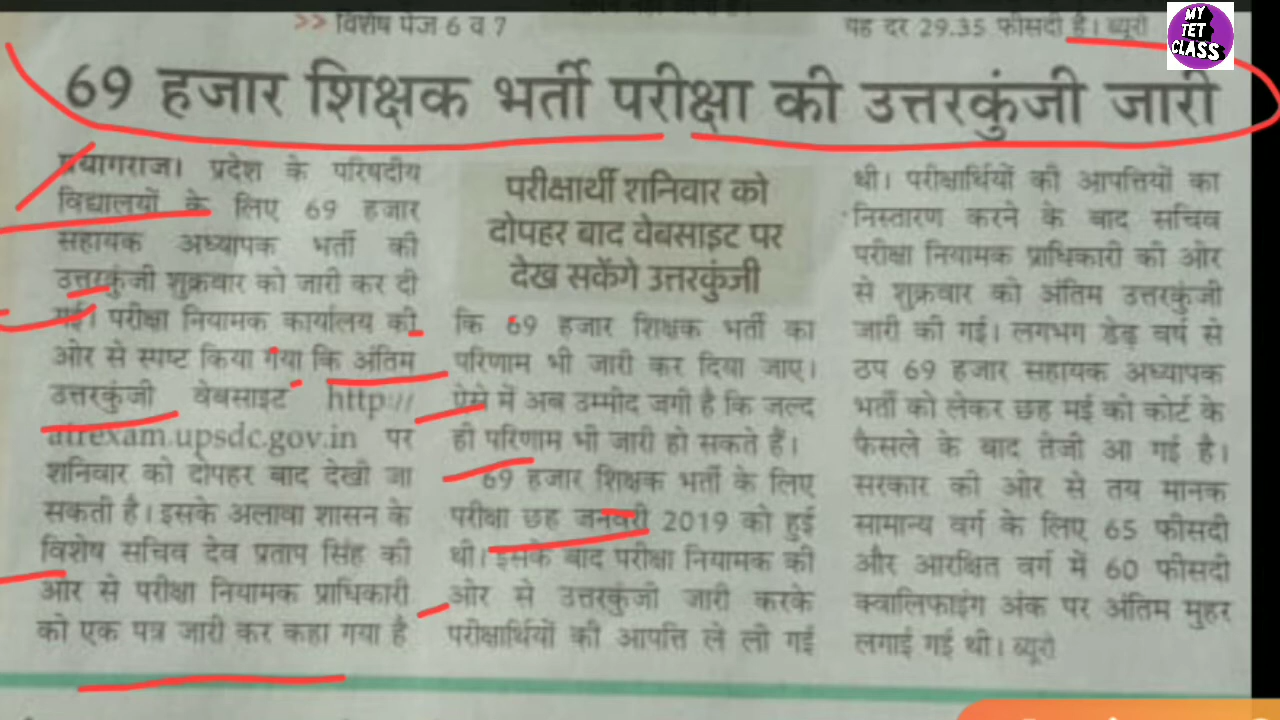 >> विशेष पेज 6 व 7
यह दर 29.35 फीसदी है। ब्यूरो
MY
TET
CLASS
69 हजार शिक्षक भर्ती परीक्षा की उत्तरकुंजी जारी
प्रयागराज। प्रदेश के परिषदीय
विद्यालयों के लिए 69 हजार
सहायक अध्यापक भर्ती की
उत्तरकुंजी शुक्रवार को जारी कर दी
गई। परीक्षा नियामक कार्यालय की
ओर से स्पष्ट किया गया कि अंतिम
उत्तरकुंजी वेबसाइट http://
atrexam.upsdc.gov.in पर
शनिवार को दोपहर बाद देखी जा
सकती है। इसके अलावा शासन के
विशेष सचिव देव प्रताप सिंह की
ओर से परीक्षा नियामक प्राधिकारी
को एक पत्र जारी कर कहा गया है
परीक्षार्थी शनिवार को
दोपहर बाद वेबसाइट पर
देख सकेंगे उत्तरकुंजी
कि 69 हजार शिक्षक भर्ती का
परिणाम भी जारी कर दिया जाए।
ऐसे में अब उम्मीद जगी है कि जल्द
ही परिणाम भी जारी हो सकते हैं।
69 हजार शिक्षक भर्ती के लिए
परीक्षा छह जनवरी 2019 को हुई
थी। इसके बाद परीक्षा नियामक की
ओर से उत्तरकुंजी जारी करके
परीक्षार्थियों की आपत्ति ले ली गई
थी। परीक्षार्थियों की आपत्तियों का
निस्तारण करने के बाद सचिव
परीक्षा नियामक प्राधिकारी की ओर
से शुक्रवार को अंतिम उत्तरकुंजी
जारी की गई। लगभग डेढ़ वर्ष से
ठप 69 हजार सहायक अध्यापक
भर्ती को लेकर छह मई को कोर्ट के
फैसले के बाद तेजी आ गई है।
सरकार की ओर से तय मानक
सामान्य वर्ग के लिए 65 फीसदी
और आरक्षित वर्ग में 60 फीसदी
क्वालिफाइंग अंक पर अंतिम मुहर
लगाई गई थी। ब्यूरो